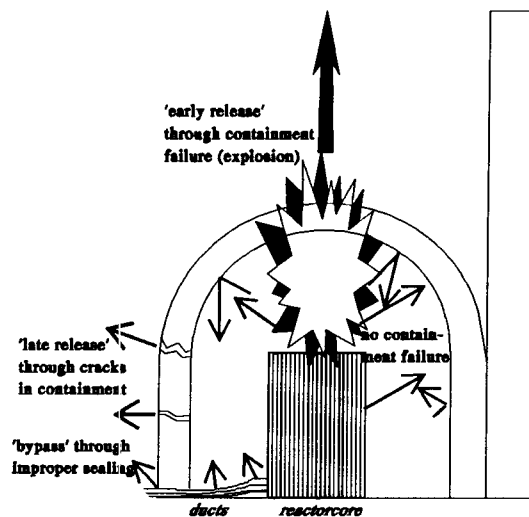 'early release'
through containment
failure (explosion)
'late release'
through cracks
in containment
no contain-
ment failure
'bypass' through
improper sealing
ducts
reactorcore